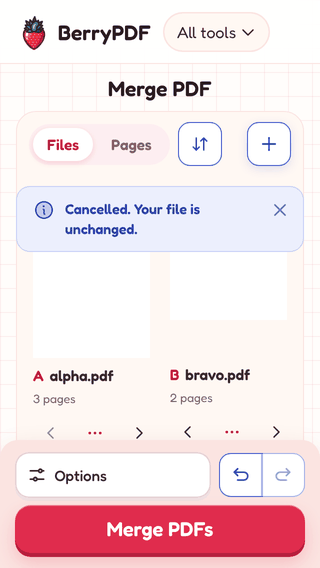 BerryPDF
All tools
Merge PDF
Files
Pages
Cancelled. Your file is
unchanged.
A alpha.pdf
3 pages
B bravo.pdf
2 pages
Options
Merge PDFs